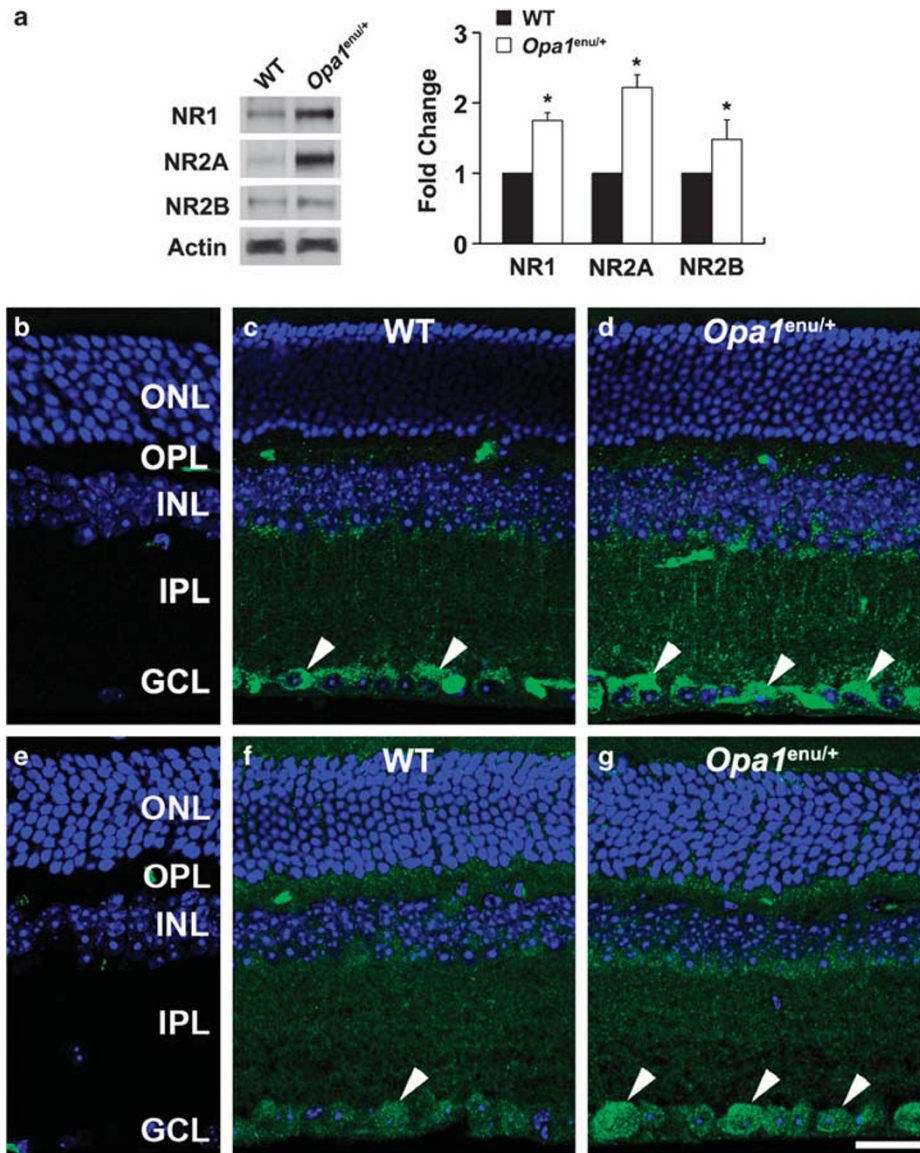 a
WT
Opa1enu/+
NR1
NR2A
NR2B
Actin
WT
Opa1enu/+
Fold Change
3
2
1
0
*
*
*
NR1
NR2A
NR2B
b
ONL
OPL
INL
IPL
GCL
c
WT
d
Opa1enu/+
e
ONL
OPL
INL
IPL
GCL
f
WT
g
Opa1enu/+